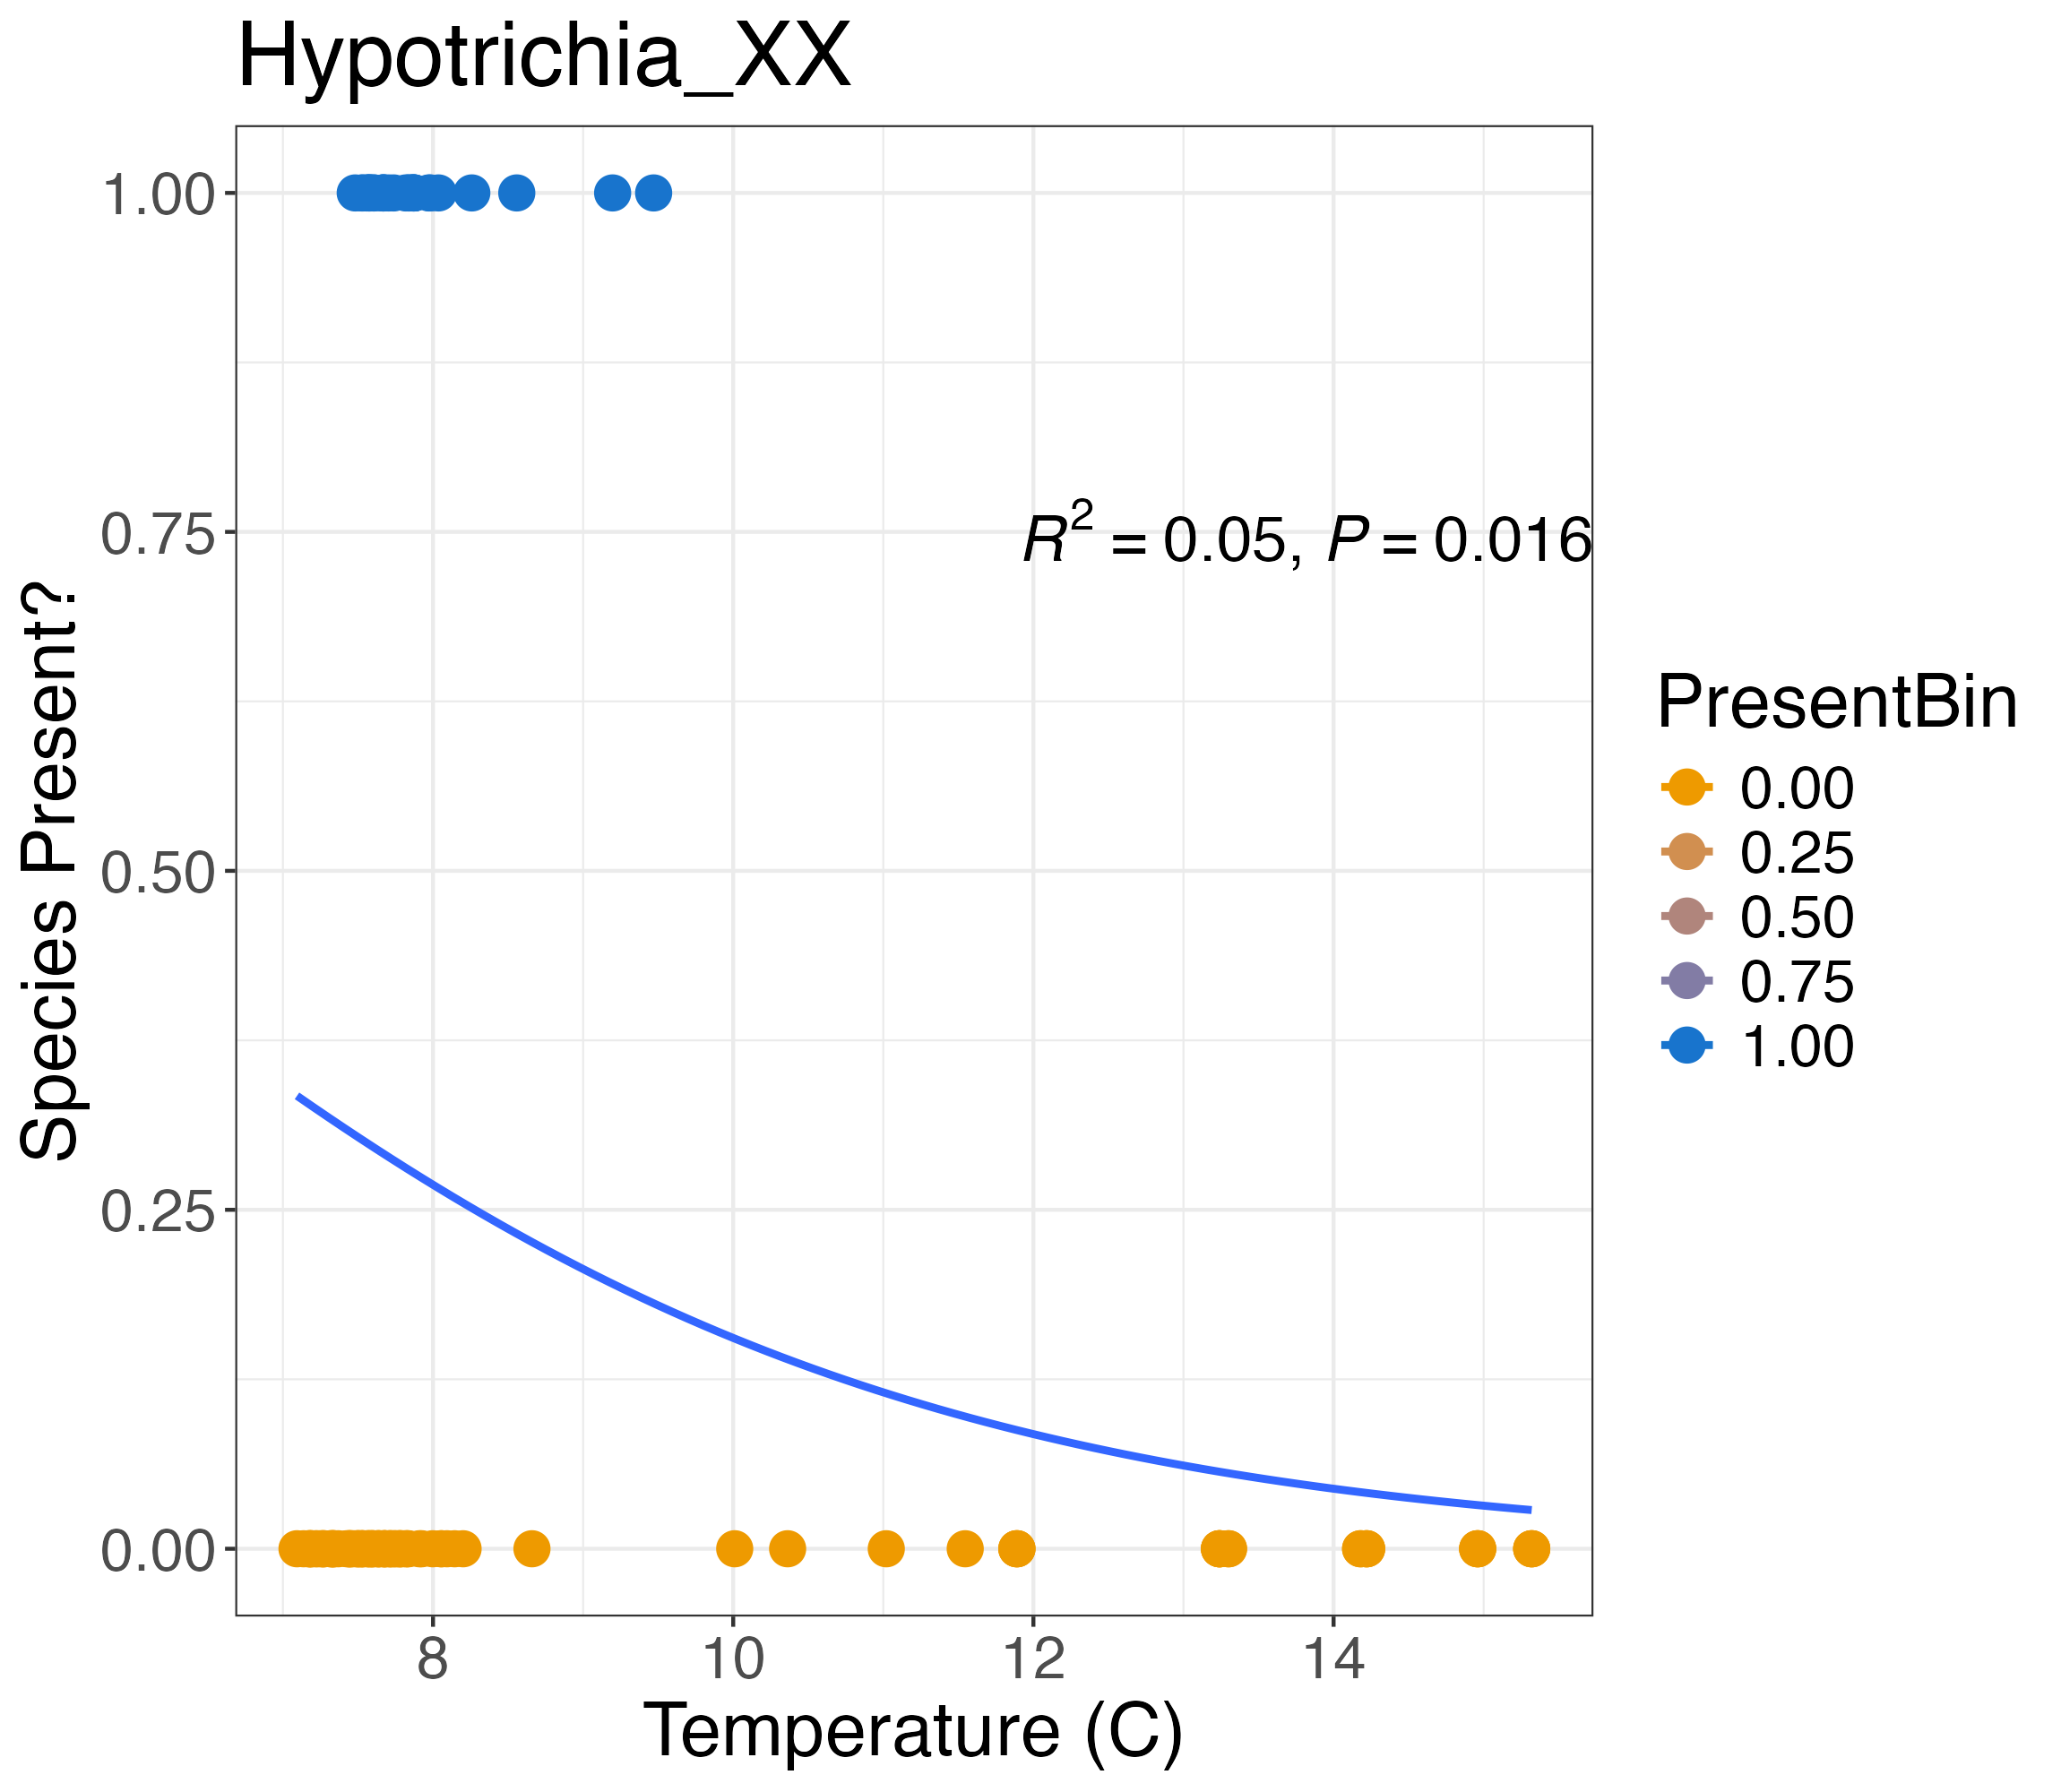 Hypotrichia_XX
1.00
0.75
0.50
0.25
0.00
Species Present?
R² = 0.05, P = 0.016
8 10 12 14
Temperature (C)
PresentBin
0.00
0.25
0.50
0.75
1.00